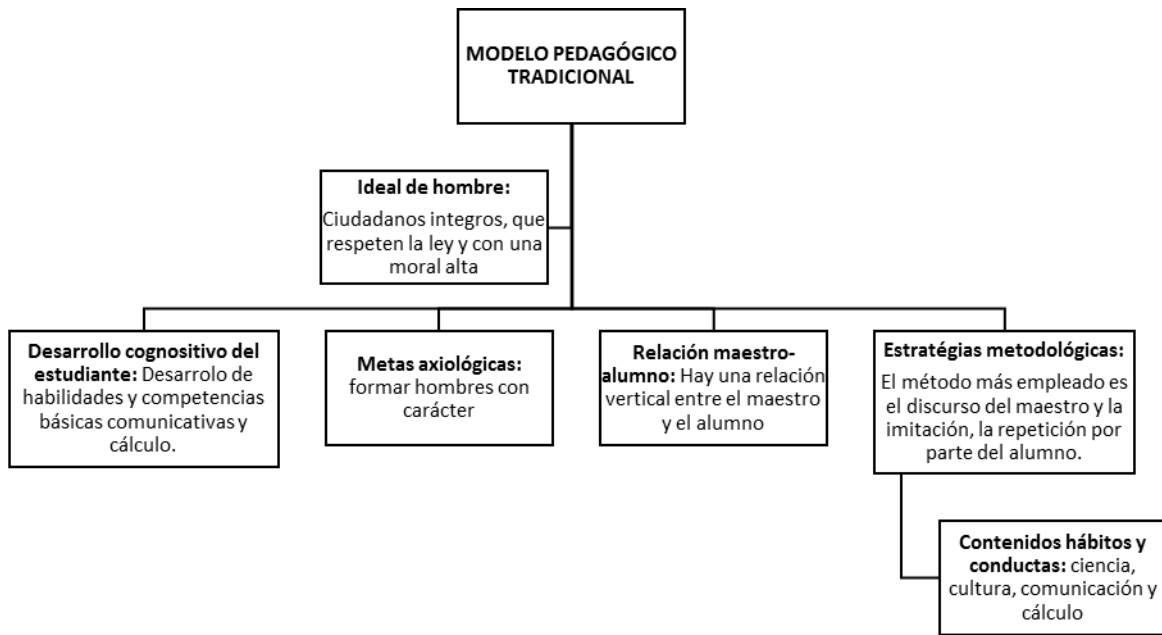 MODELO PEDAGÓGICO
TRADICIONAL
Ideal de hombre:
Ciudadanos integros, que
respeten la ley y con una
moral alta
Desarrollo cognositivo del
estudiante: Desarrolo de
habilidades y competencias
básicas comunicativas y
cálculo.
Metas axiológicas:
formar hombres con
carácter
Relación maestro-
alumno: Hay una relación
vertical entre el maestro
y el alumno
Estratégias metodológicas:
El método más empleado es
el discurso del maestro y la
imitación, la repetición por
parte del alumno.
Contenidos hábitos y
conductas: ciencia,
cultura, comunicación y
cálculo